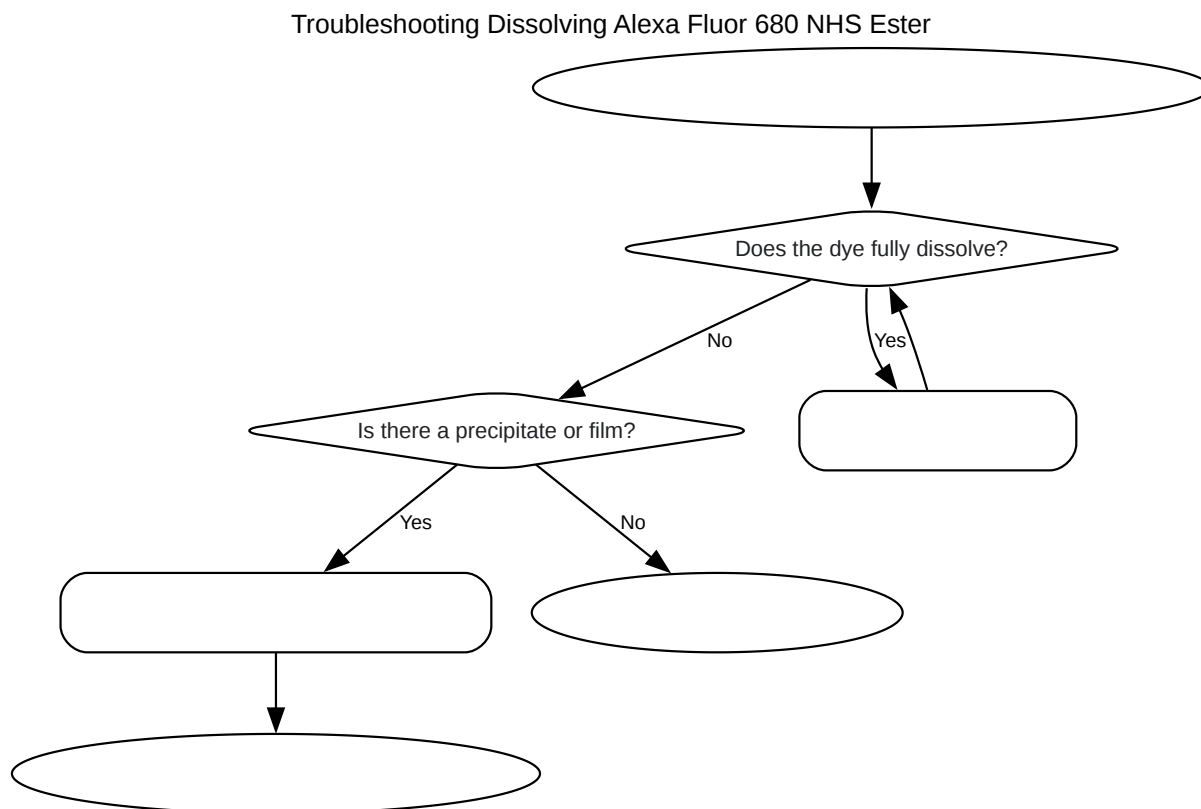 Troubleshooting Dissolving Alexa Fluor 680 NHS Ester
Does the dye fully dissolve?
No
Yes
Is there a precipitate or film?
Yes
No